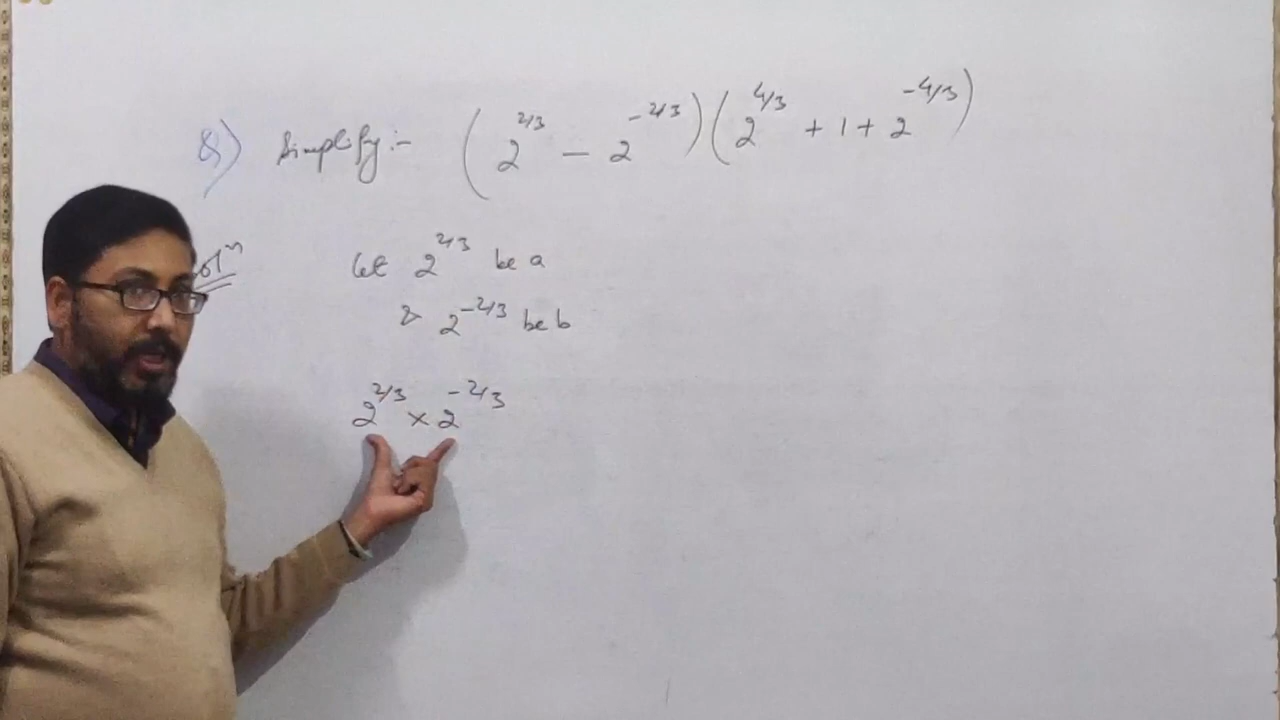 Q) Simplify:- (2^{2/3} - 2^{-2/3})(2^{4/3} + 1 + 2^{-4/3})
Solⁿ let 2^{2/3} be a
& 2^{-2/3} be b
2^{2/3} × 2^{-2/3}